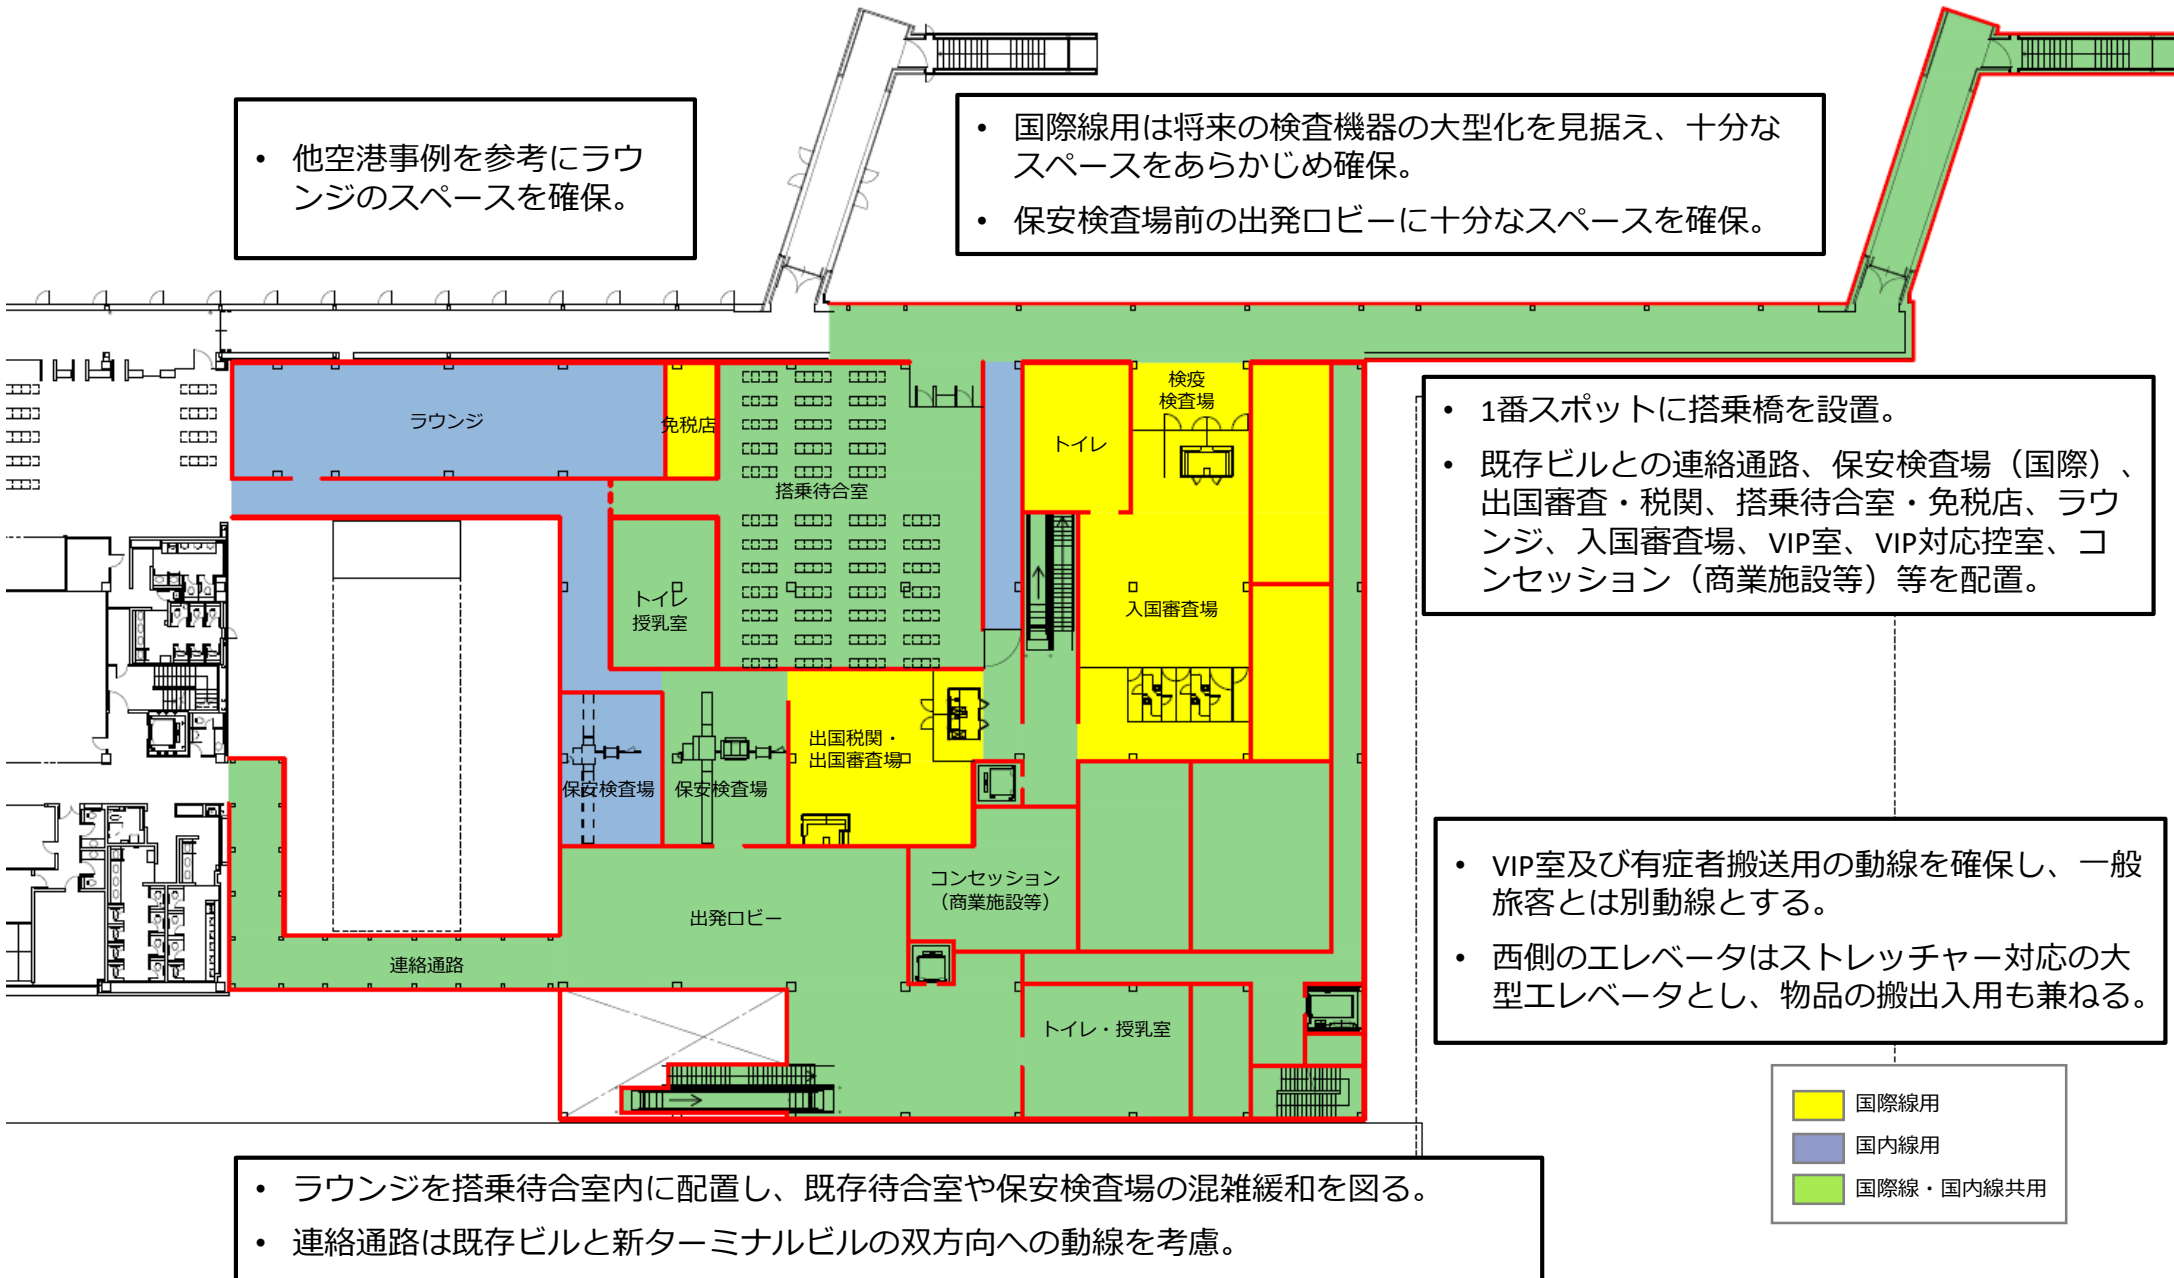 • 他空港事例を参考にラウ
ンジのスペースを確保。
• 国際線用は将来の検査機器の大型化を見据え、十分な
スペースをあらかじめ確保。
• 保安検査場前の出発ロビーに十分なスペースを確保。
ラウンジ
免税店
搭乗待合室
トイレ
検疫
検査場
• 1番スポットに搭乗橋を設置。
• 既存ビルとの連絡通路、保安検査場（国際）、
出国審査・税関、搭乗待合室・免税店、ラウ
ンジ、入国審査場、VIP室、VIP対応控室、コ
ンセッション（商業施設等）等を配置。
トイレ
授乳室
入国審査場
出国税関・
出国審査場
保安検査場
保安検査場
コンセッション
（商業施設等）
出発ロビー
連絡通路
トイレ・授乳室
• VIP室及び有症者搬送用の動線を確保し、一般
旅客とは別動線とする。
• 西側のエレベータはストレッチャー対応の大
型エレベータとし、物品の搬出入用も兼ねる。
国際線用
国内線用
国際線・国内線共用
• ラウンジを搭乗待合室内に配置し、既存待合室や保安検査場の混雑緩和を図る。
• 連絡通路は既存ビルと新ターミナルビルの双方向への動線を考慮。